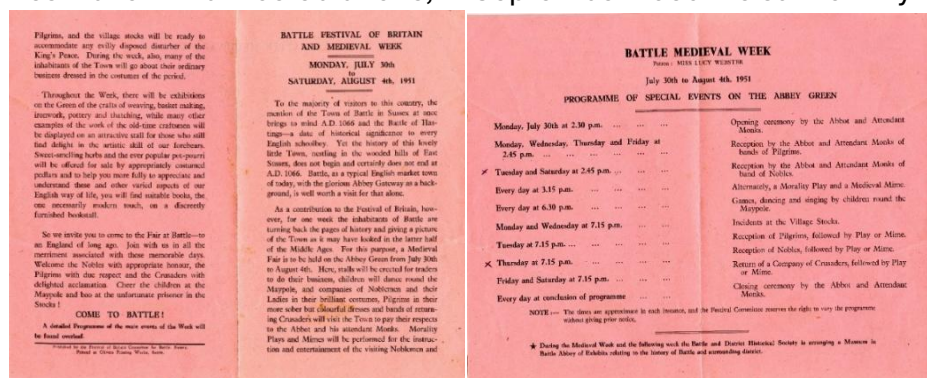 Pilgrims, and the village stocks will be ready to
accommodate any evilly disposed disturber of the
King's Peace. During the week, also, many of the
inhabitants of the Town will go about their ordinary
business dressed in the costumes of the period.
Throughout the Week, there will be exhibitions
on the Green of the crafts of weaving, basket making,
ironwork, pottery and thatching, while many other
examples of the work of the old-time craftsmen will
be displayed on an attractive stall for those who still
find delight in the artistic skill of our forbears.
Sweet-smelling herbs and the ever popular pot-pourri
will be offered for sale by appropriately costumed
pedlars and to help you more fully to appreciate and
understand these and other varied aspects of our
English way of life, you will find suitable books, the
one necessarily modern touch, on a discreetly
furnished bookstall.
So we invite you to come to the Fair at Battle—to
an England of long ago. Join with us in all the
merriment associated with these memorable days.
Welcome the Nobles with appropriate honour, the
Pilgrims with due respect and the Crusaders with
delighted acclamation. Cheer the children at the
Maypole and boo at the unfortunate prisoner in the
Stocks !
COME TO BATTLE!
A detailed Programme of the main events of the Week will
be found overleaf.
BATTLE FESTIVAL OF BRITAIN
AND MEDIEVAL WEEK
MONDAY, JULY 30th
to
SATURDAY, AUGUST 4th, 1951
To the majority of visitors to this country, the
mention of the Town of Battle in Sussex at once
brings to mind A.D. 1066 and the Battle of Has-
tings—a date of historical significance to every
English schoolboy. Yet the history of this lovely
little Town, nestling in the wooded hills of East
Sussex, does not begin and certainly does not end at
A.D. 1066. Battle, as a typical English market town
of today, with the glorious Abbey Gateway as a back-
ground, is well worth a visit for that alone.
As a contribution to the Festival of Britain, how-
ever, for one week the inhabitants of Battle are
turning back the pages of history and giving a picture
of the Town as it may have looked in the latter half
of the Middle Ages. For this purpose, a Medieval
Fair is to be held on the Abbey Green from July 30th
to August 4th. Here, stalls will be erected for traders
to do their business, children will dance round the
Maypole, and companies of Noblemen and their
Ladies in their brilliant costumes, Pilgrims in their
more sober but colourful dresses and bands of return-
ing Crusaders will visit the Town to pay their respects
to the Abbot and his attendant Monks. Morality
Plays and Mimes will be performed for the instruc-
tion and entertainment of the visiting Noblemen and
BATTLE MEDIEVAL WEEK
Patron : MISS LUCY WEBSTER
July 30th to August 4th, 1951
PROGRAMME OF SPECIAL EVENTS ON THE ABBEY GREEN
Monday, July 30th at 2.30 p.m. ... ... ...
Monday, Wednesday, Thursday and Friday at
2.45 p.m. ... ... ... ... ... ...
Tuesday and Saturday at 2.45 p.m. ... ... ...
Every day at 3.15 p.m. ... ... ... ...
Every day at 6.30 p.m. ... ... ... ...
Monday and Wednesday at 7.15 p.m. ... ... ...
Tuesday at 7.15 p.m. ... ... ... ...
Thursday at 7.15 p.m. ... ... ... ...
Friday and Saturday at 7.15 p.m. ... ... ...
Every day at conclusion of programme ... ...
Opening ceremony by the Abbot and Attendant
Monks.
Reception by the Abbot and Attendant Monks of
bands of Pilgrims.
Reception by the Abbot and Attendant Monks of
band of Nobles.
Alternately, a Morality Play and a Medieval Mime.
Games, dancing and singing by children round the
Maypole.
Incidents at the Village Stocks.
Reception of Pilgrims, followed by Play or Mime.
Reception of Nobles, followed by Play or Mime.
Return of a Company of Crusaders, followed by Play
or Mime.
Closing ceremony by the Abbot and Attendant
Monks.
NOTE :— The times are approximate in each instance, and the Festival Committee reserves the right to vary the programme
without giving prior notice.
★ During the Medieval Week and the following week the Battle and District Historical Society is arranging a Museum in
Battle Abbey of Exhibits relating to the history of Battle and surrounding district.